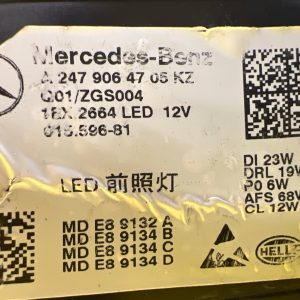 Mercedes-Benz
A 247 906 47 05 KZ
Q01/ZGS004
1EX 2664 LED 12V
015.596-81
LED 前照灯
DI 23W
DRL 19W
PO 6W
AFS 68W
CL 12W
MD E8 9132 A
MD E8 9134 B
MD E8 9134 C
MD E8 9134 D
HELLA